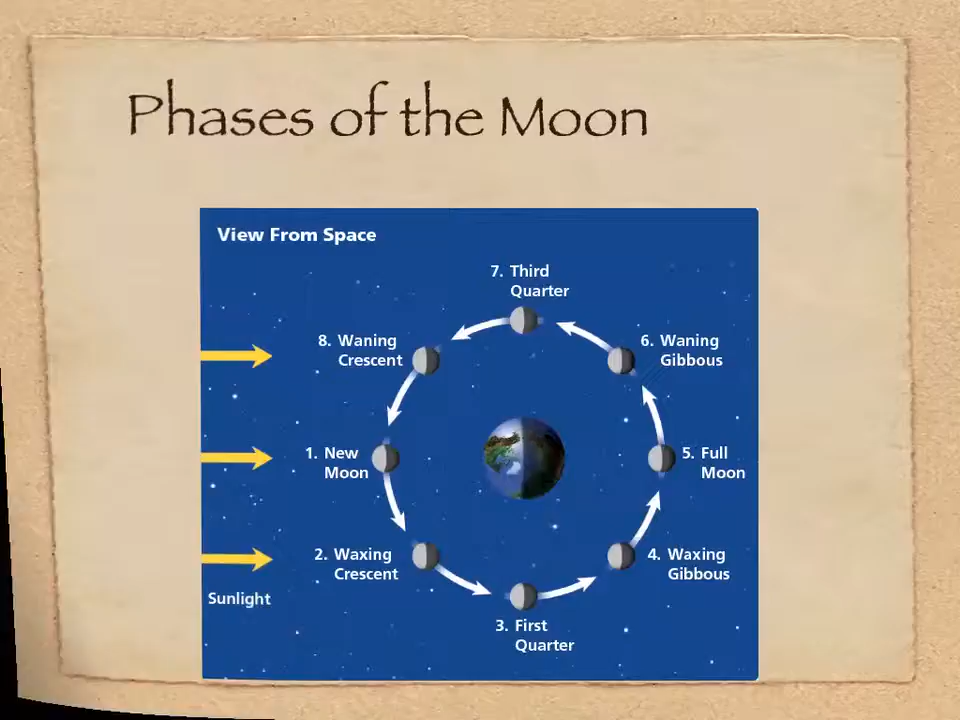 Phases of the Moon
View From Space
7. Third
Quarter
8. Waning
Crescent
6. Waning
Gibbous
1. New
Moon
5. Full
Moon
2. Waxing
Crescent
4. Waxing
Gibbous
Sunlight
3. First
Quarter